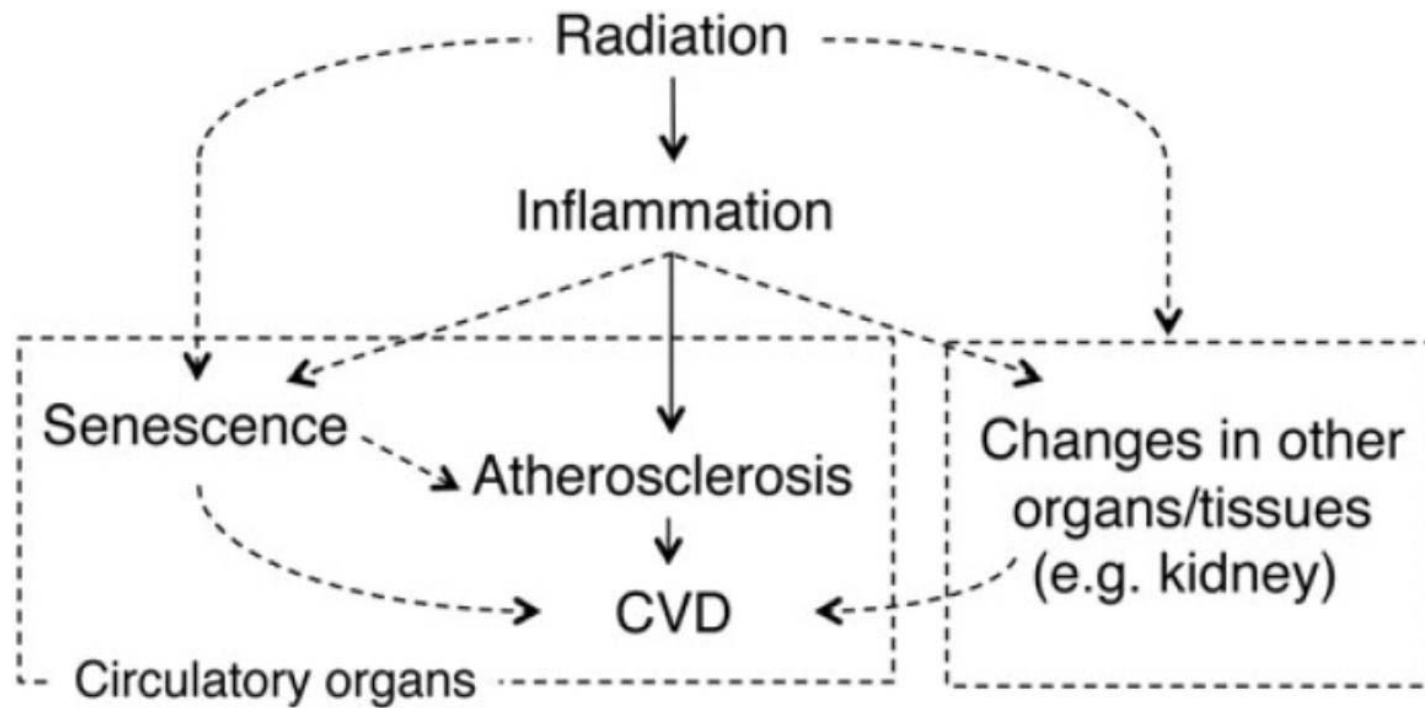 Radiation
Inflammation
Senescence
Atherosclerosis
CVD
Circulatory organs
Changes in other
organs/tissues
(e.g. kidney)